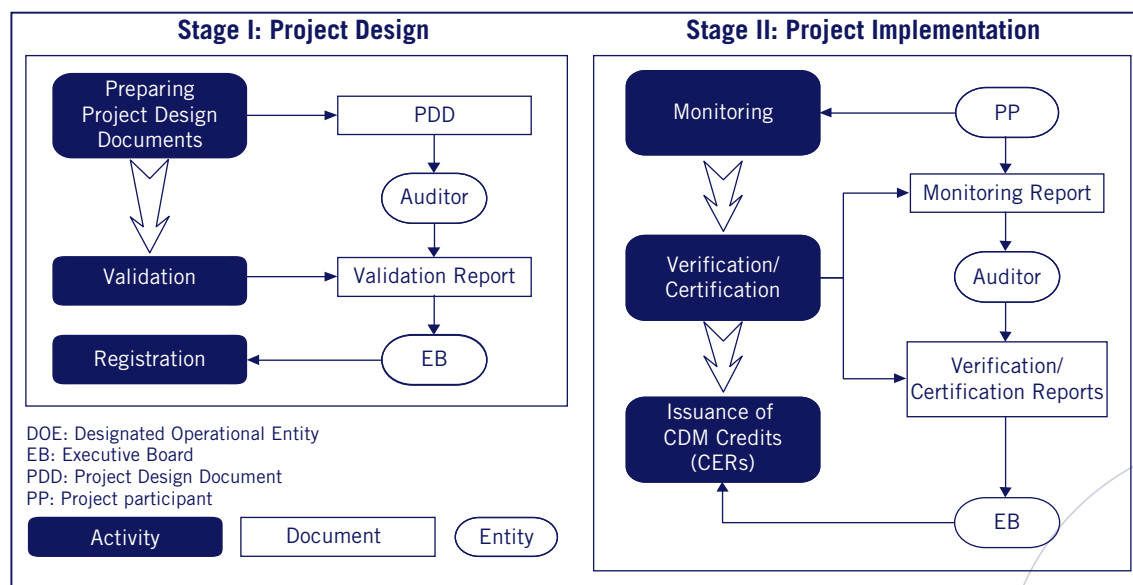 Stage I: Project Design
Preparing
Project Design
Documents
PDD
Auditor
Validation
Validation Report
Registration
EB
DOE: Designated Operational Entity
EB: Executive Board
PDD: Project Design Document
PP: Project participant
Activity
Document
Entity
Stage II: Project Implementation
Monitoring
PP
Monitoring Report
Verification/
Certification
Auditor
Verification/
Certification Reports
Issuance of
CDM Credits
(CERs)
EB